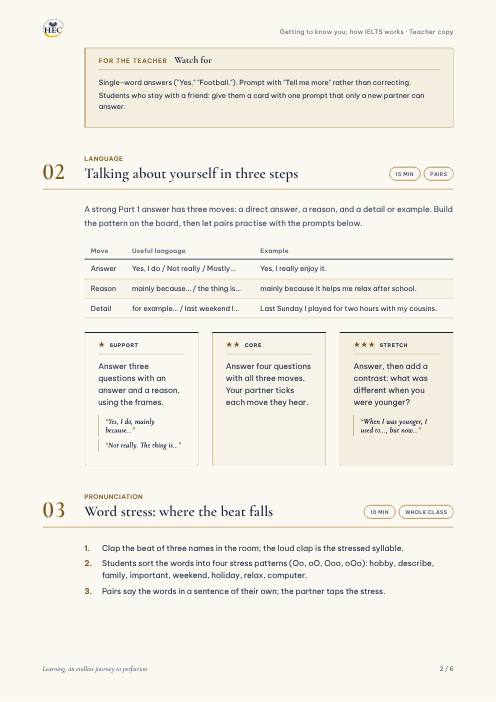 HEC
Getting to know you; how IELTS works · Teacher copy
FOR THE TEACHER Watch for
Single-word answers ("Yes." "Football."). Prompt with "Tell me more" rather than correcting.
Students who stay with a friend: give them a card with one prompt that only a new partner can
answer.
LANGUAGE
02 Talking about yourself in three steps 15 MIN PAIRS
A strong Part 1 answer has three moves: a direct answer, a reason, and a detail or example. Build
the pattern on the board, then let pairs practise with the prompts below.
Move Useful language Example
Answer Yes, I do / Not really / Mostly... Yes, I really enjoy it.
Reason mainly because... / the thing is... mainly because it helps me relax after school.
Detail for example... / last weekend I... Last Sunday I played for two hours with my cousins.
★ SUPPORT
Answer three
questions with an
answer and a reason,
using the frames.
"Yes, I do, mainly
because..."
"Not really. The thing is..."
★★ CORE
Answer four questions
with all three moves.
Your partner ticks
each move they hear.
★★★ STRETCH
Answer, then add a
contrast: what was
different when you
were younger?
"When I was younger, I
used to..., but now..."
PRONUNCIATION
03 Word stress: where the beat falls 10 MIN WHOLE CLASS
1. Clap the beat of three names in the room; the loud clap is the stressed syllable.
2. Students sort the words into four stress patterns (Oo, oO, Ooo, oOo): hobby, describe,
family, important, weekend, holiday, relax, computer.
3. Pairs say the words in a sentence of their own; the partner taps the stress.
Learning, an endless journey to perfection
2 / 6